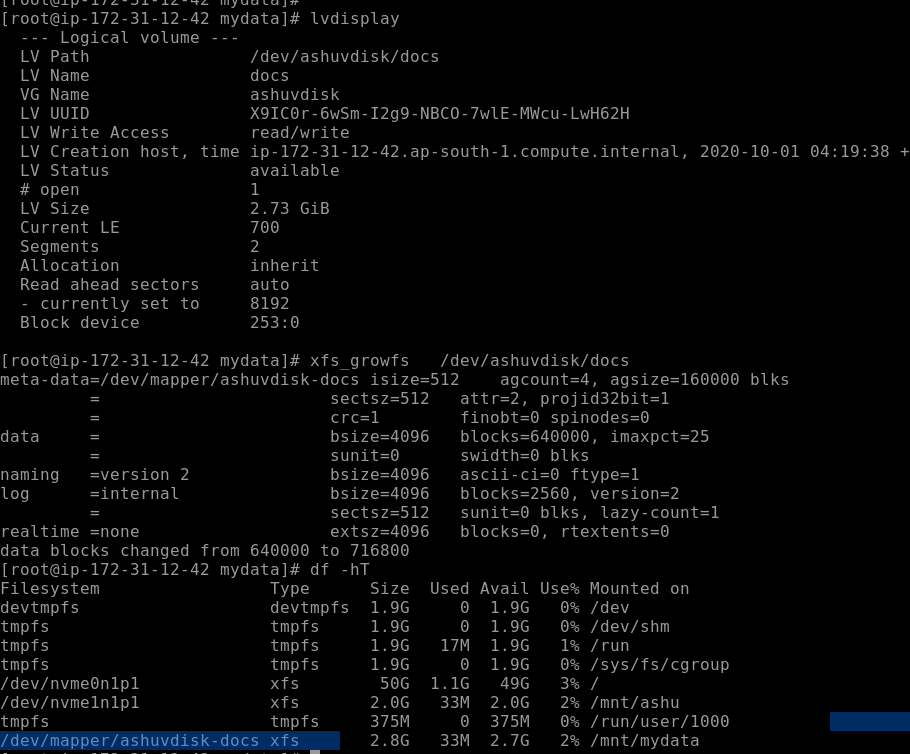 [root@ip-172-31-12-42 mydata]#
[root@ip-172-31-12-42 mydata]# lvdisplay
  --- Logical volume ---
  LV Path                /dev/ashuvdisk/docs
  LV Name                docs
  VG Name                ashuvdisk
  LV UUID                X9IC0r-6wSm-I2g9-NBCO-7wlE-MWcu-LwH62H
  LV Write Access        read/write
  LV Creation host, time ip-172-31-12-42.ap-south-1.compute.internal, 2020-10-01 04:19:38 +
  LV Status              available
  # open                 1
  LV Size                2.73 GiB
  Current LE             700
  Segments               2
  Allocation             inherit
  Read ahead sectors     auto
  - currently set to     8192
  Block device           253:0

[root@ip-172-31-12-42 mydata]# xfs_growfs   /dev/ashuvdisk/docs
meta-data=/dev/mapper/ashuvdisk-docs isize=512    agcount=4, agsize=160000 blks
         =                       sectsz=512   attr=2, projid32bit=1
         =                       crc=1        finobt=0 spinodes=0
data     =                       bsize=4096   blocks=640000, imaxpct=25
         =                       sunit=0      swidth=0 blks
naming   =version 2              bsize=4096   ascii-ci=0 ftype=1
log      =internal               bsize=4096   blocks=2560, version=2
         =                       sectsz=512   sunit=0 blks, lazy-count=1
realtime =none                   extsz=4096   blocks=0, rtextents=0
data blocks changed from 640000 to 716800
[root@ip-172-31-12-42 mydata]# df -hT
Filesystem                 Type      Size  Used Avail Use% Mounted on
devtmpfs                   devtmpfs  1.9G     0  1.9G   0% /dev
tmpfs                      tmpfs     1.9G     0  1.9G   0% /dev/shm
tmpfs                      tmpfs     1.9G   17M  1.9G   1% /run
tmpfs                      tmpfs     1.9G     0  1.9G   0% /sys/fs/cgroup
/dev/nvme0n1p1             xfs        50G  1.1G   49G   3% /
/dev/nvme1n1p1             xfs       2.0G   33M  2.0G   2% /mnt/ashu
tmpfs                      tmpfs     375M     0  375M   0% /run/user/1000
/dev/mapper/ashuvdisk-docs xfs       2.8G   33M  2.7G   2% /mnt/mydata